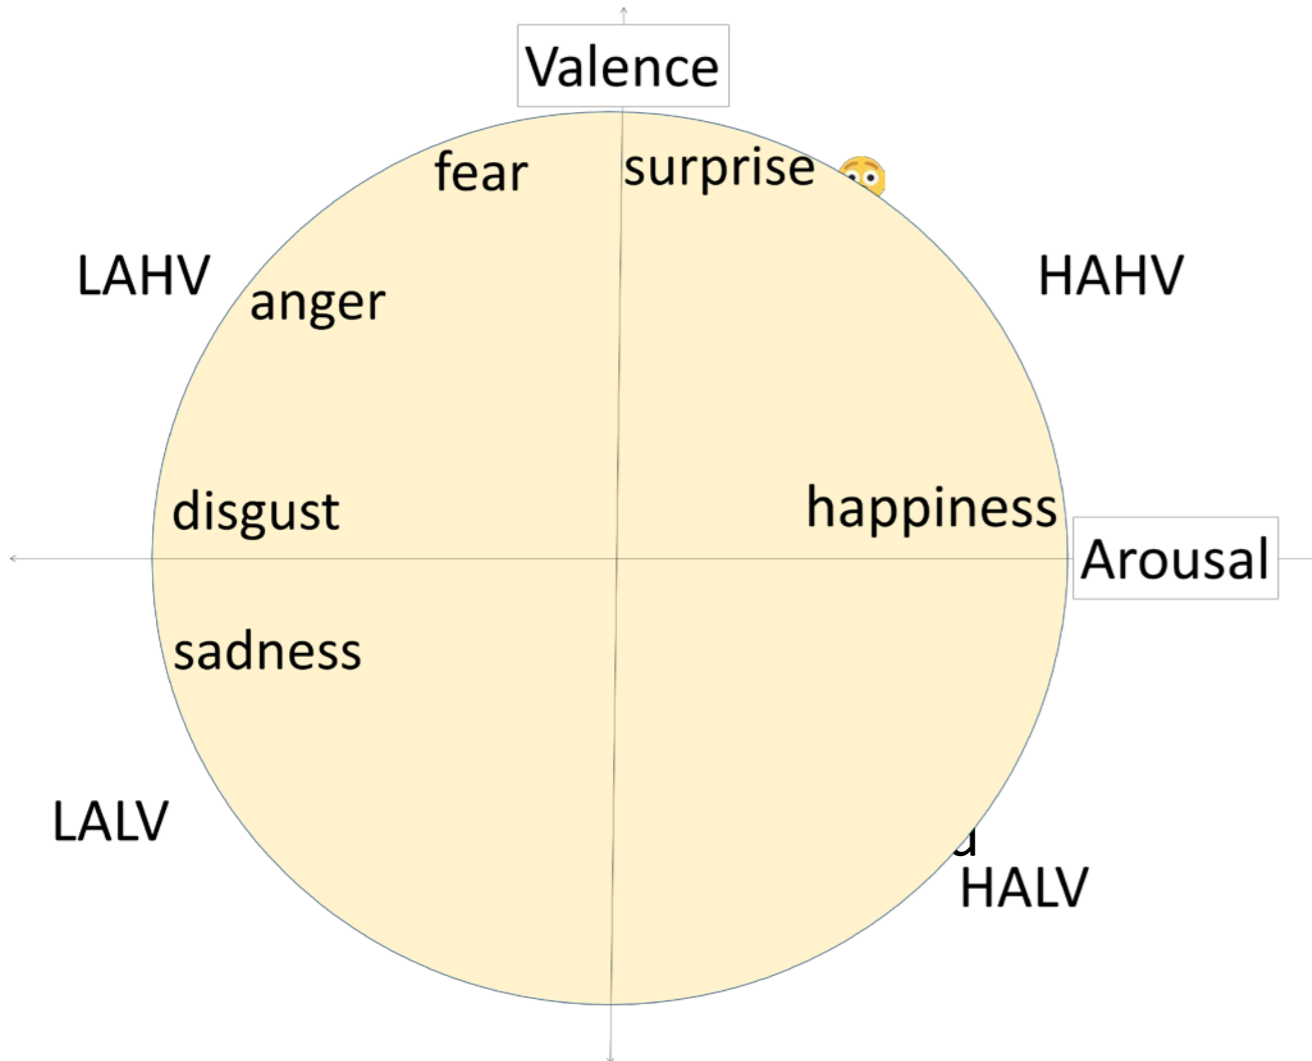 Valence
fear
surprise
LAHV
HAHV
anger
disgust
happiness
Arousal
sadness
LALV
HALV